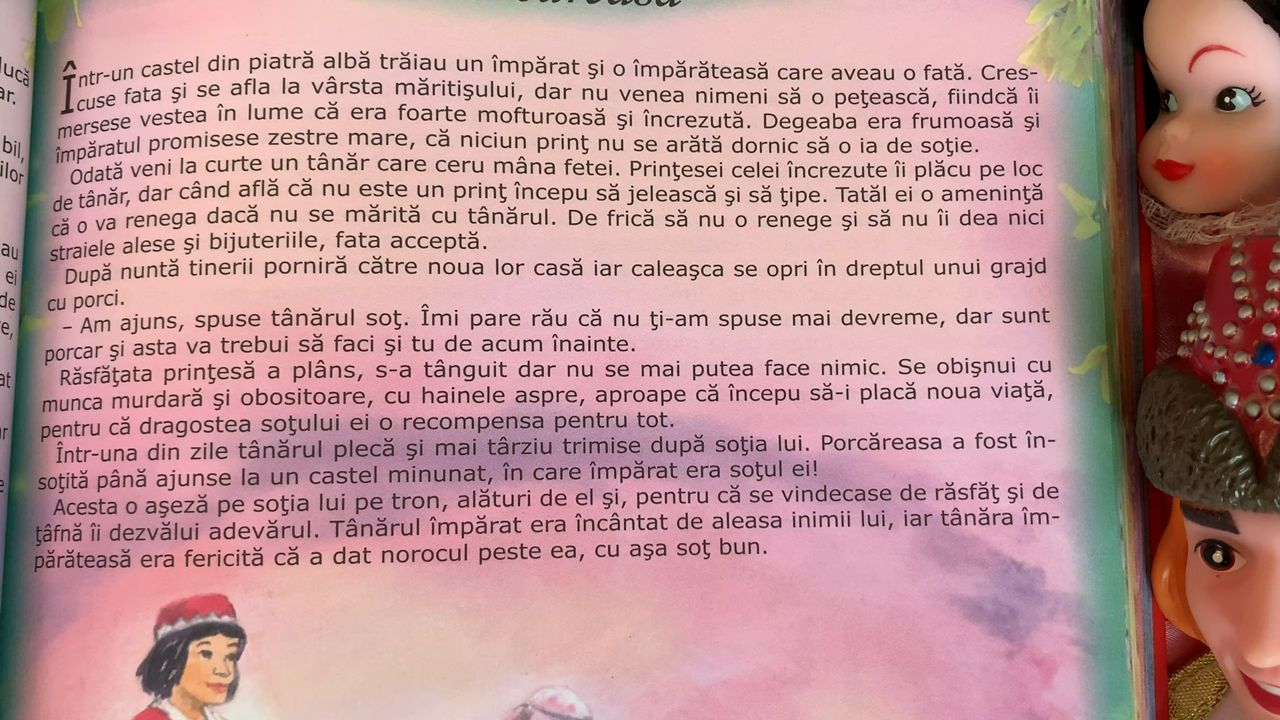 Într-un castel din piatră albă trăiau un împărat şi o împărăteasă care aveau o fată. Cres-
cuse fata şi se afla la vârsta măritişului, dar nu venea nimeni să o peţească, fiindcă îi
mersese vestea în lume că era foarte mofturoasă şi încrezută. Degeaba era frumoasă şi
împăratul promisese zestre mare, că niciun prinţ nu se arătă dornic să o ia de soţie.
Odată veni la curte un tânăr care ceru mâna fetei. Prinţesei celei încrezute îi plăcu pe loc
de tânăr, dar când află că nu este un prinţ începu să jelească şi să ţipe. Tatăl ei o ameninţă
că o va renega dacă nu se mărită cu tânărul. De frică să nu o renege şi să nu îi dea nici
straiele alese şi bijuteriile, fata acceptă.
După nuntă tinerii porniră către noua lor casă iar caleaşca se opri în dreptul unui grajd
cu porci.
– Am ajuns, spuse tânărul soţ. Îmi pare rău că nu ţi-am spuse mai devreme, dar sunt
porcar şi asta va trebui să faci şi tu de acum înainte.
Răsfăţata prinţesă a plâns, s-a tânguit dar nu se mai putea face nimic. Se obişnui cu
munca murdară şi obositoare, cu hainele aspre, aproape că începu să-i placă noua viaţă,
pentru că dragostea soţului ei o recompensa pentru tot.
Într-una din zile tânărul plecă şi mai târziu trimise după soţia lui. Porcăreasa a fost în-
soţită până ajunse la un castel minunat, în care împărat era soţul ei!
Acesta o aşeză pe soţia lui pe tron, alături de el şi, pentru că se vindecase de răsfăţ şi de
ţâfnă îi dezvălui adevărul. Tânărul împărat era încântat de aleasa inimii lui, iar tânăra îm-
părăteasă era fericită că a dat norocul peste ea, cu aşa soţ bun.